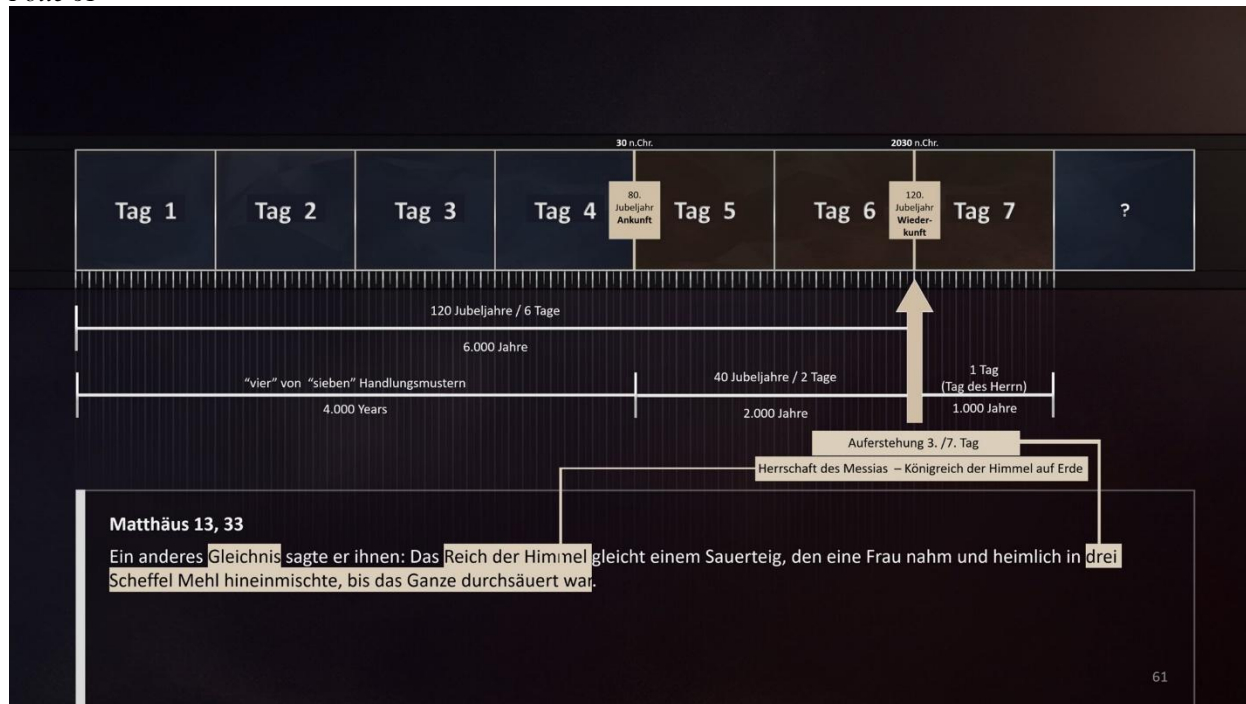 30 n.Chr.
2030 n.Chr.
Tag 1
Tag 2
Tag 3
Tag 4
80.
Jubeljahr
Ankunft
Tag 5
Tag 6
120.
Jubeljahr
Wieder-
kunft
Tag 7
?
120 Jubeljahre / 6 Tage
6.000 Jahre
"vier" von "sieben" Handlungsmustern
4.000 Years
40 Jubeljahre / 2 Tage
2.000 Jahre
1 Tag
(Tag des Herrn)
1.000 Jahre
Auferstehung 3. /7. Tag
Herrschaft des Messias – Königreich der Himmel auf Erde
Matthäus 13, 33
Ein anderes Gleichnis sagte er ihnen: Das Reich der Himmel gleicht einem Sauerteig, den eine Frau nahm und heimlich in drei
Scheffel Mehl hineinmischte, bis das Ganze durchsäuert war.
61